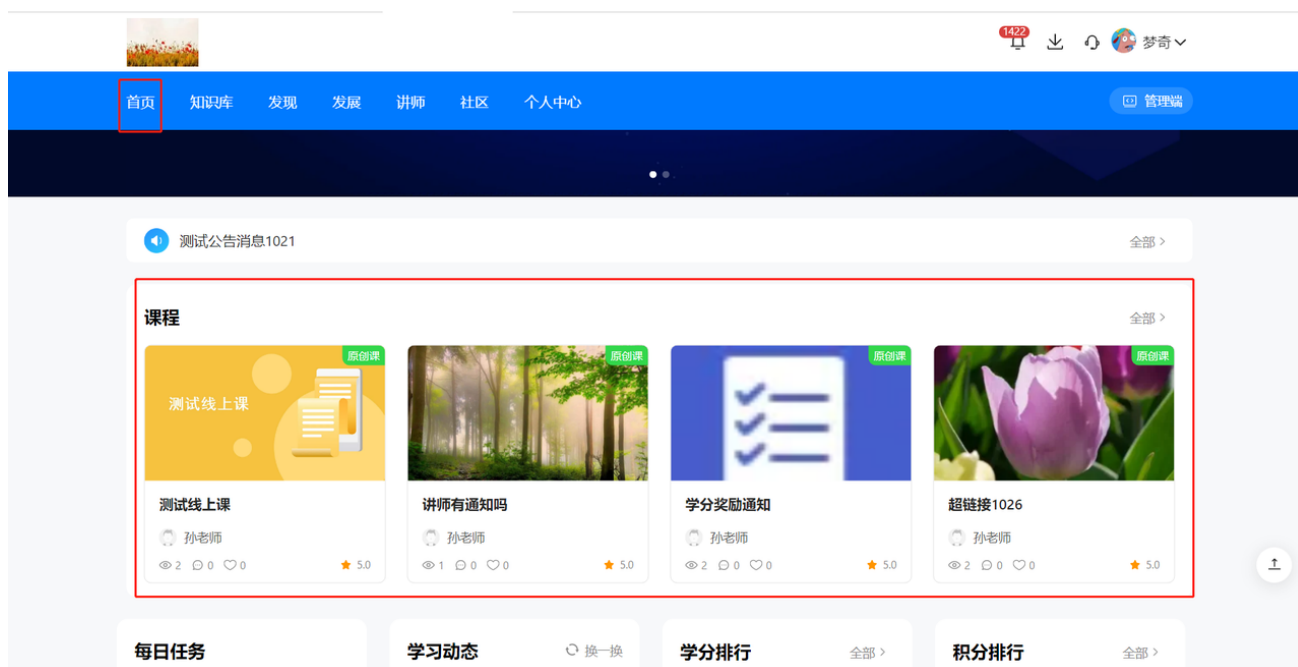 1422
梦奇
首页 知识库 发现 发展 讲师 社区 个人中心 管理端
测试公告消息1021 全部
课程 全部
原创课 原创课 原创课 原创课
测试线上课
测试线上课 讲师有通知吗 学分奖励通知 超链接1026
孙老师 孙老师 孙老师 孙老师
2 0 0 5.0 1 0 0 5.0 2 0 0 5.0 2 0 0 5.0
每日任务 学习动态 换一换 学分排行 全部 积分排行 全部